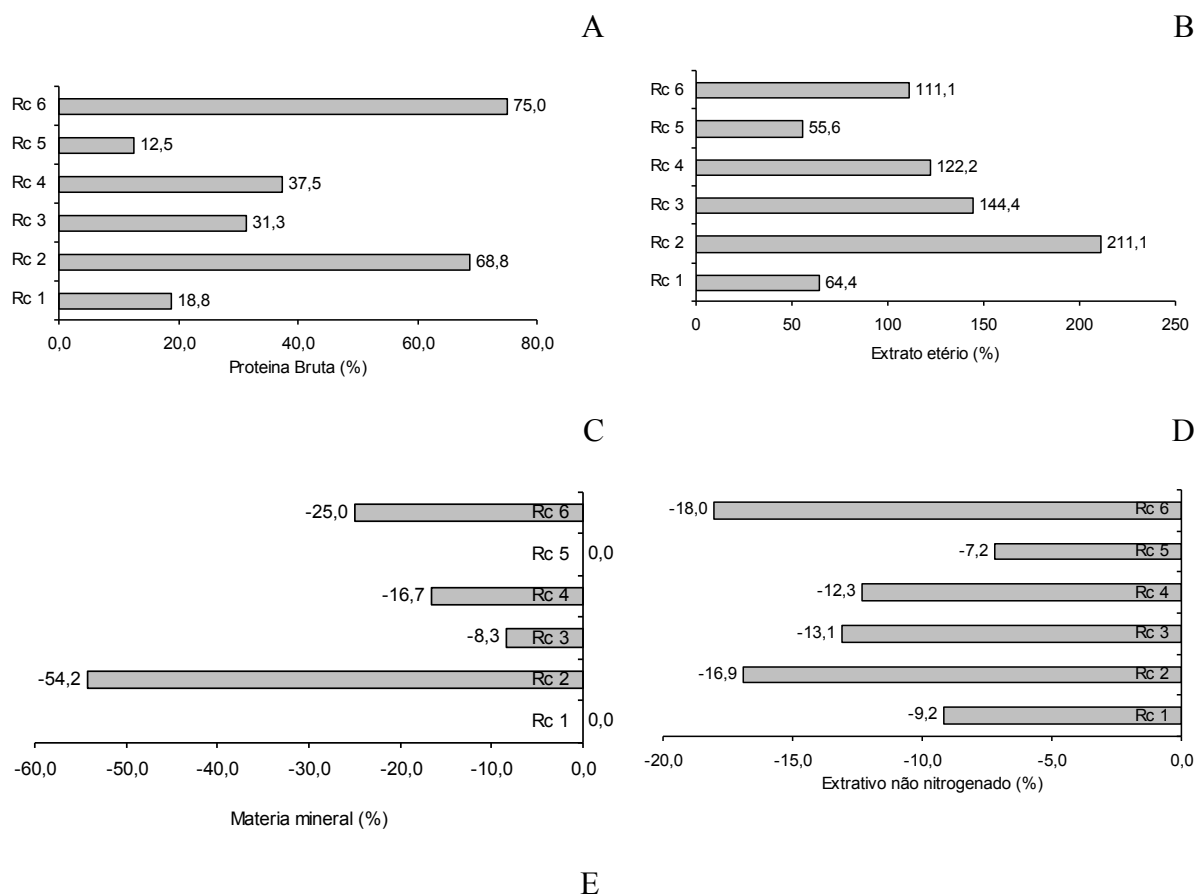 A
Rc 6
75,0
Rc 5
12,5
Rc 4
37,5
Rc 3
31,3
Rc 2
68,8
Rc 1
18,8
0,0 20,0 40,0 60,0 80,0
Proteina Bruta (%)
B
Rc 6
111,1
Rc 5
55,6
Rc 4
122,2
Rc 3
144,4
Rc 2
211,1
Rc 1
64,4
0 50 100 150 200 250
Extrato etério (%)
C
-25,0
Rc 6
Rc 5
0,0
-16,7
Rc 4
-8,3
Rc 3
-54,2
Rc 2
Rc 1
0,0
-60,0 -50,0 -40,0 -30,0 -20,0 -10,0 0,0
Materia mineral (%)
D
-18,0
Rc 6
-7,2
Rc 5
-12,3
Rc 4
-13,1
Rc 3
-16,9
Rc 2
-9,2
Rc 1
-20,0 -15,0 -10,0 -5,0 0,0
Extrativo não nitrogenado (%)
E